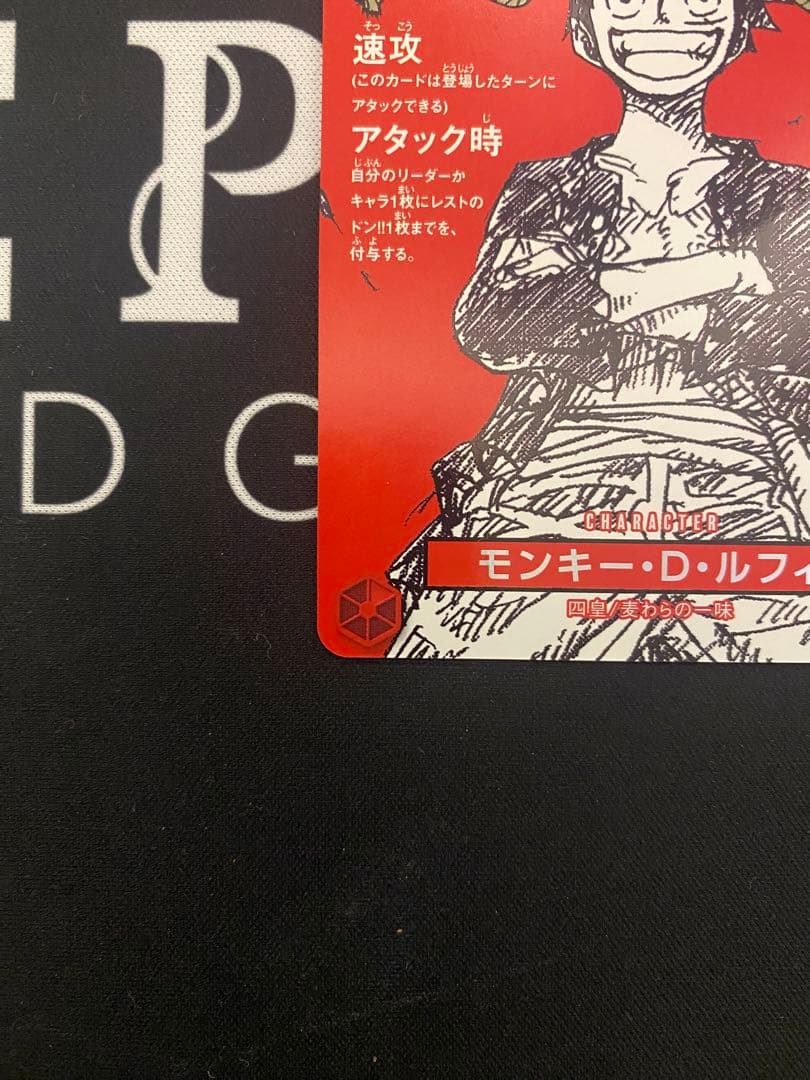 EP
DG
速攻
(このカードは登場したターンに
アタックできる)
アタック時
自分のリーダーか
キャラ1枚にレストの
ドン!!1枚までを、
付与する。
CHARACTER
モンキー・D・ルフィ
四皇/麦わらの一味